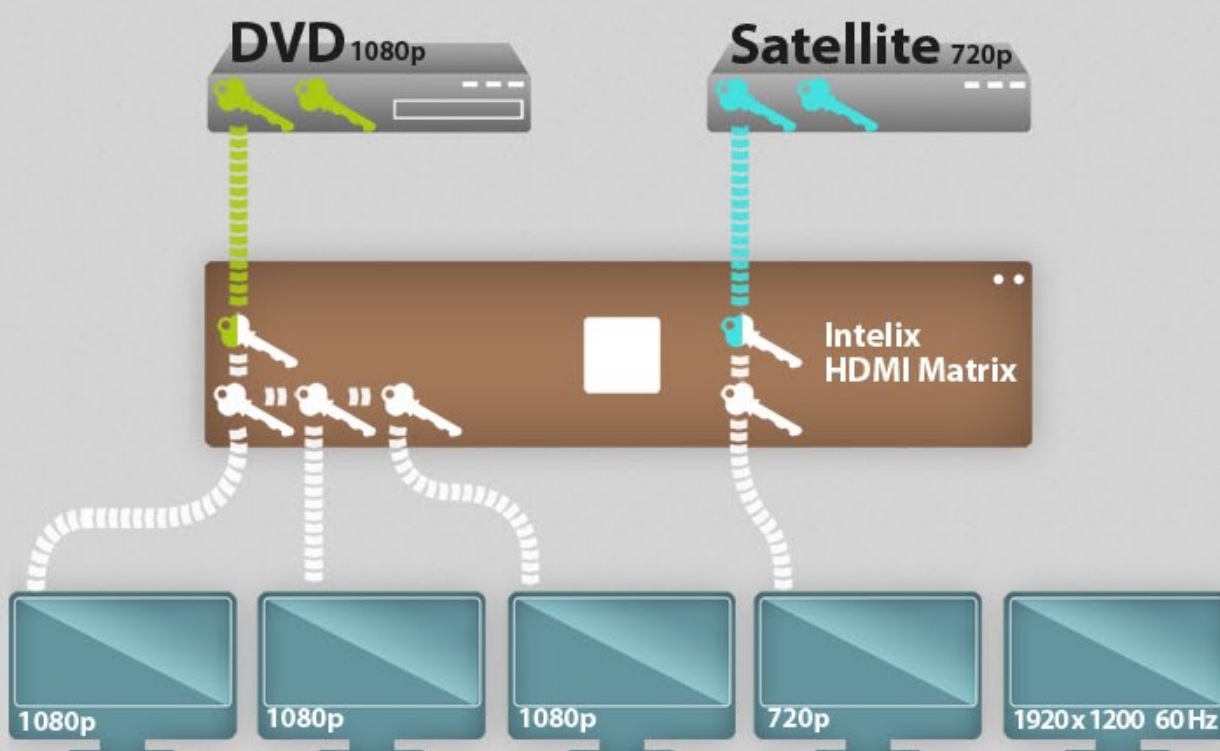 DVD 1080p
Satellite 720p
Intelix
HDMI Matrix
1080p
1080p
1080p
720p
1920 x 1200 60 Hz